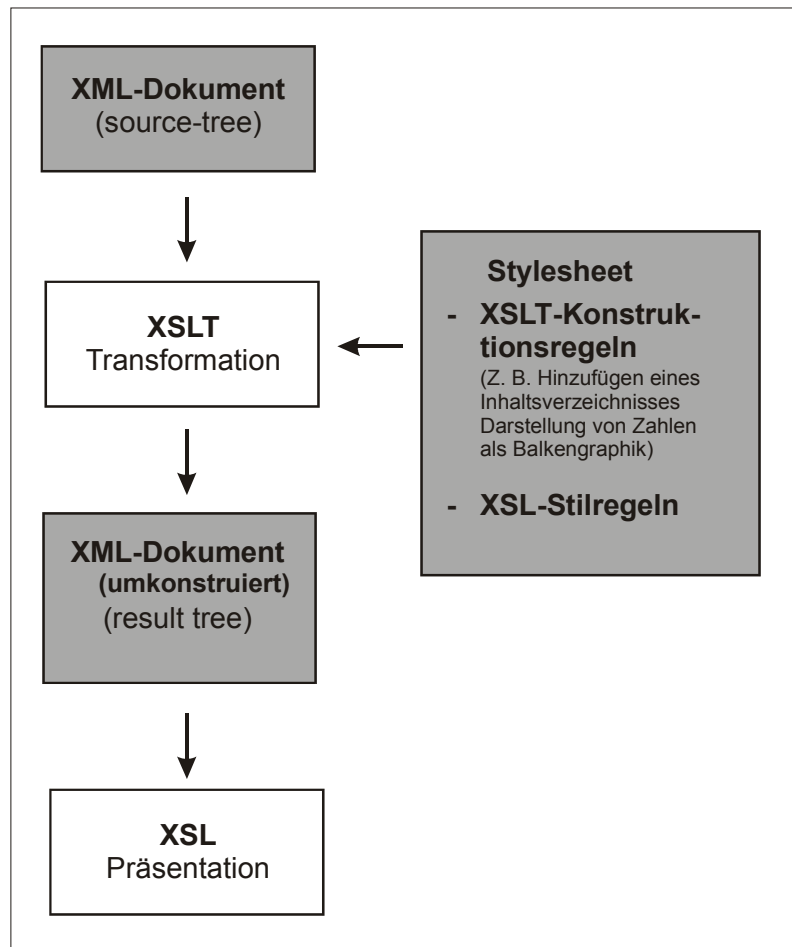 XML-Dokument
(source-tree)
XSLT
Transformation
Stylesheet
- XSLT-Konstruk-
tionsregeln
(Z. B. Hinzufügen eines
Inhaltsverzeichnisses
Darstellung von Zahlen
als Balkengraphik)
- XSL-Stilregeln
XML-Dokument
(umkonstruiert)
(result tree)
XSL
Präsentation